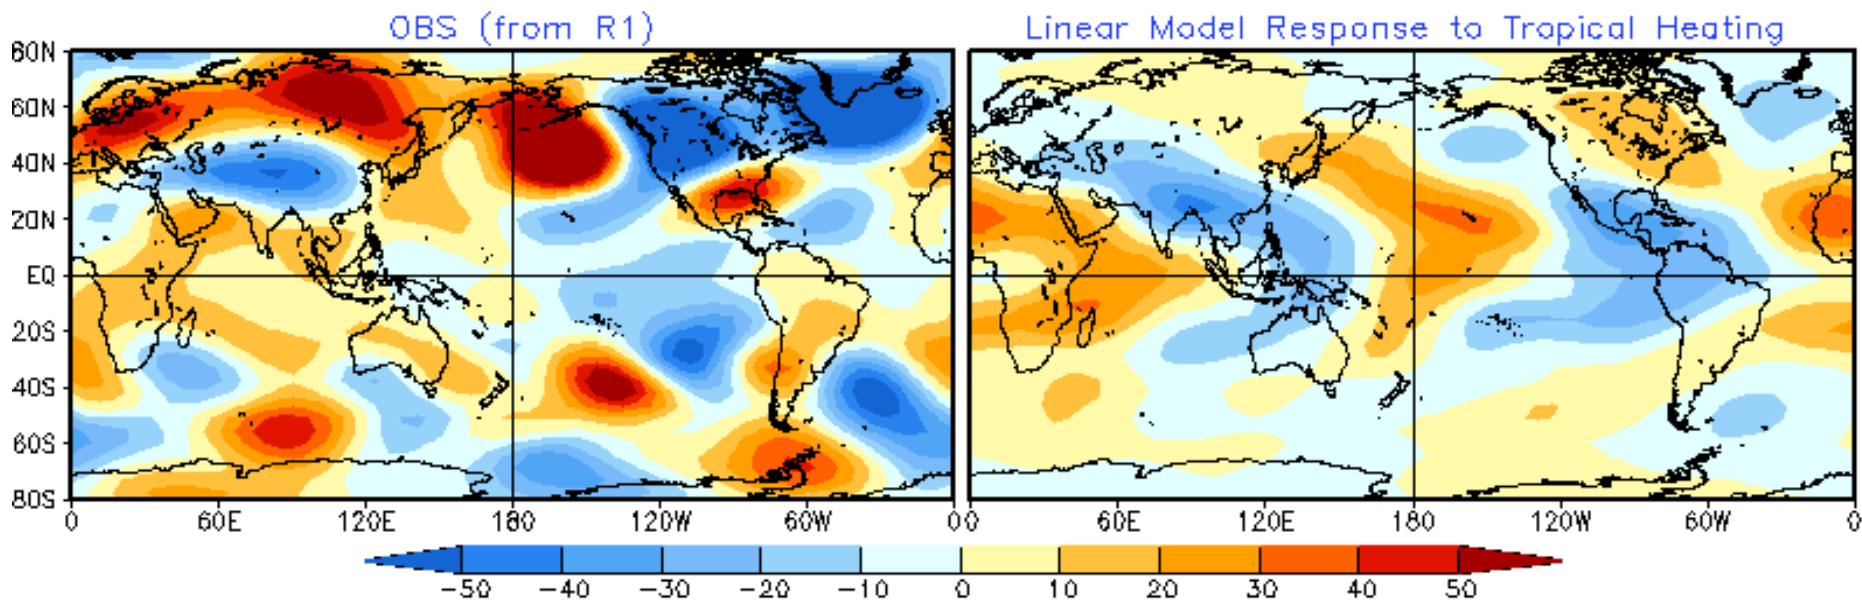 OBS (from R1)
Linear Model Response to Tropical Heating
80N
60N
40N
20N
EQ
20S
40S
60S
80S
0 60E 120E 180 120W 60W 0
60E 120E 180 120W 60W 0
-50 -40 -30 -20 -10 0 10 20 30 40 50